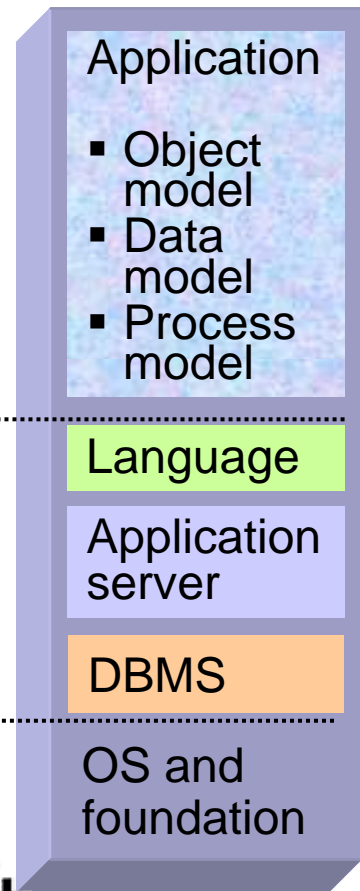 Application
▪ Object
model
▪ Data
model
▪ Process
model
Language
Application
server
DBMS
OS and
foundation